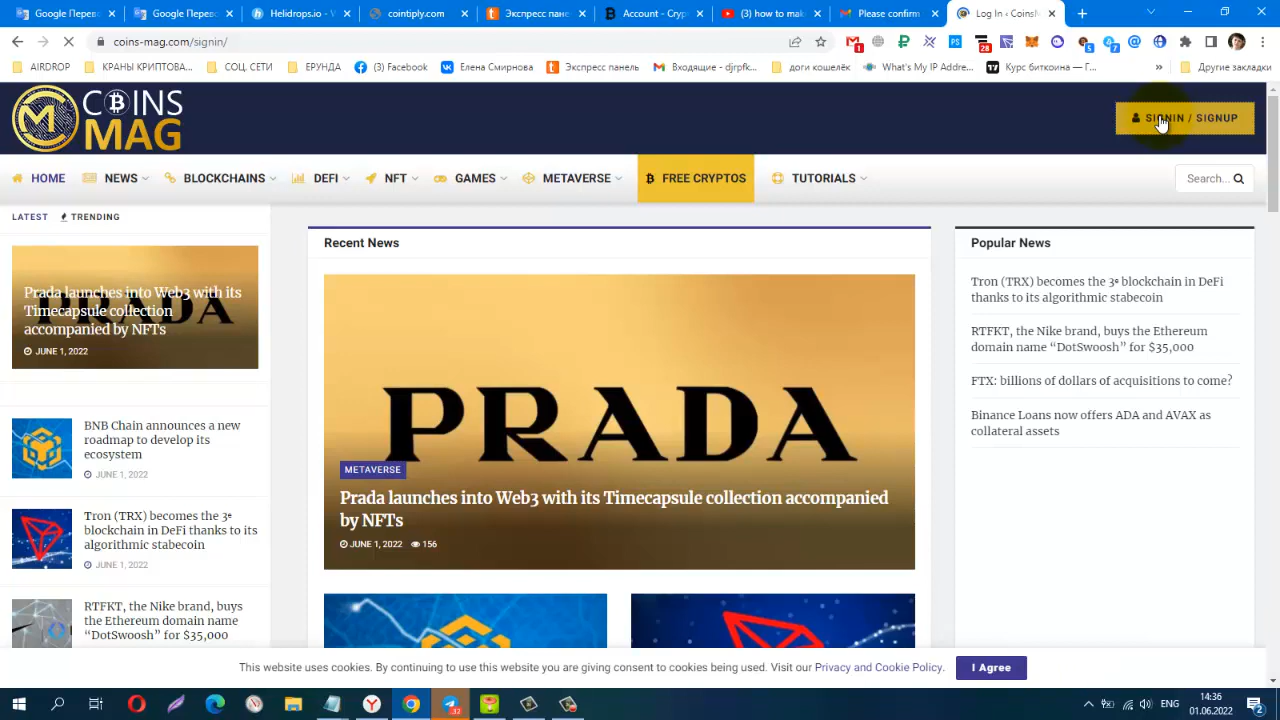 Google Перев
Google Перев
Helidrops.io - W
cointiply.com
Экспресс пане
Account - Crypt
(3) how to mak
Please confirm
Log In ‹ CoinsM
coins-mag.com/signin/
1
28
5
7
AIRDROP
КРАНЫ КРИПТОВА...
СОЦ. СЕТИ
ЕРУНДА
(3) Facebook
Елена Смирнова
Экспресс панель
Входящие - djrpfk...
доги кошелёк
What's My IP Addre...
Курс биткоина — Г...
»
Другие закладки
COINS
MAG
SIGNIN / SIGNUP
HOME
NEWS
BLOCKCHAINS
DEFI
NFT
GAMES
METAVERSE
FREE CRYPTOS
TUTORIALS
Search...
LATEST
TRENDING
Prada launches into Web3 with its
Timecapsule collection
accompanied by NFTs
JUNE 1, 2022
BNB Chain announces a new
roadmap to develop its
ecosystem
JUNE 1, 2022
Tron (TRX) becomes the 3ᵉ
blockchain in DeFi thanks to its
algorithmic stabecoin
JUNE 1, 2022
RTFKT, the Nike brand, buys
the Ethereum domain name
“DotSwoosh” for $35,000
Recent News
PRADA
METAVERSE
Prada launches into Web3 with its Timecapsule collection accompanied
by NFTs
JUNE 1, 2022 156
Popular News
Tron (TRX) becomes the 3ᵉ blockchain in DeFi
thanks to its algorithmic stabecoin
RTFKT, the Nike brand, buys the Ethereum
domain name “DotSwoosh” for $35,000
FTX: billions of dollars of acquisitions to come?
Binance Loans now offers ADA and AVAX as
collateral assets
This website uses cookies. By continuing to use this website you are giving consent to cookies being used. Visit our Privacy and Cookie Policy.
I Agree
ENG
14:36
01.06.2022
2